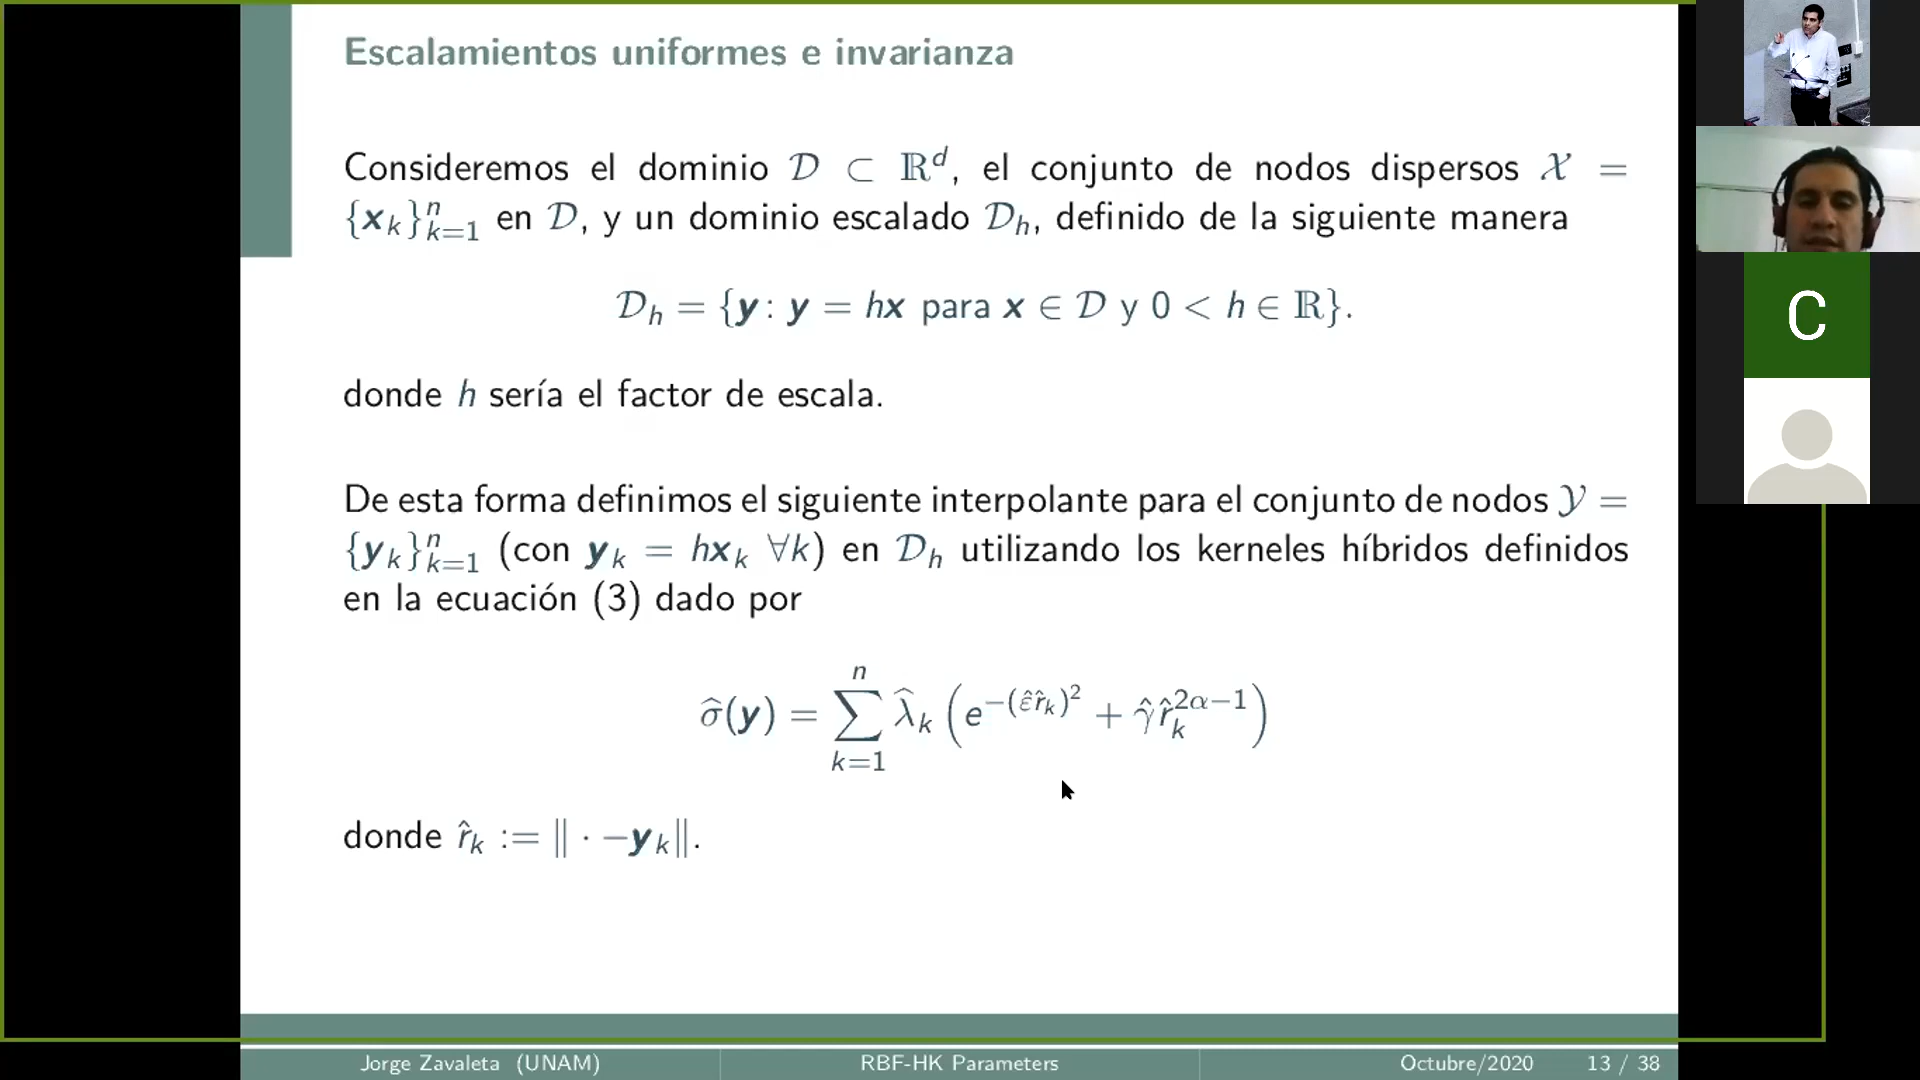 Escalamientos uniformes e invarianza
Consideremos el dominio 𝒟 ⊂ ℝ^d, el conjunto de nodos dispersos 𝒳 =
{x_k}_{k=1}^n en 𝒟, y un dominio escalado 𝒟_h, definido de la siguiente manera
𝒟_h = {y : y = hx para x ∈ 𝒟 y 0 < h ∈ ℝ}.
donde h sería el factor de escala.
De esta forma definimos el siguiente interpolante para el conjunto de nodos 𝒴 =
{y_k}_{k=1}^n (con y_k = hx_k ∀k) en 𝒟_h utilizando los kerneles híbridos definidos
en la ecuación (3) dado por
σ̂(y) = ∑_{k=1}^n λ̂_k (e^{−(ε̂r̂_k)^2} + γ̂r̂_k^{2α−1})
donde r̂_k := ‖ · −y_k‖.
Jorge Zavaleta (UNAM) RBF-HK Parameters Octubre/2020 13 / 38
C